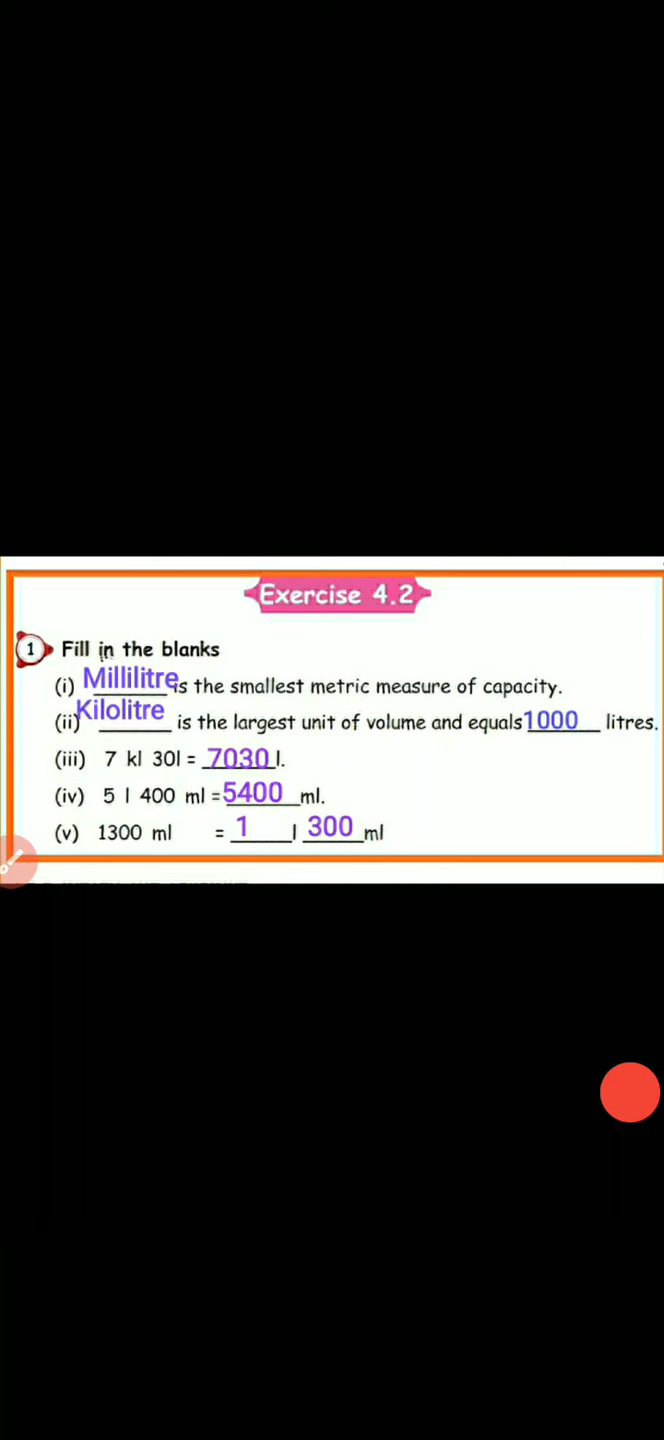 Exercise 4.2
1 Fill in the blanks
(i) Millilitre is the smallest metric measure of capacity.
(ii) Kilolitre is the largest unit of volume and equals 1000 litres.
(iii) 7 kl 30l = 7030 l.
(iv) 5 l 400 ml = 5400 ml.
(v) 1300 ml = 1 l 300 ml